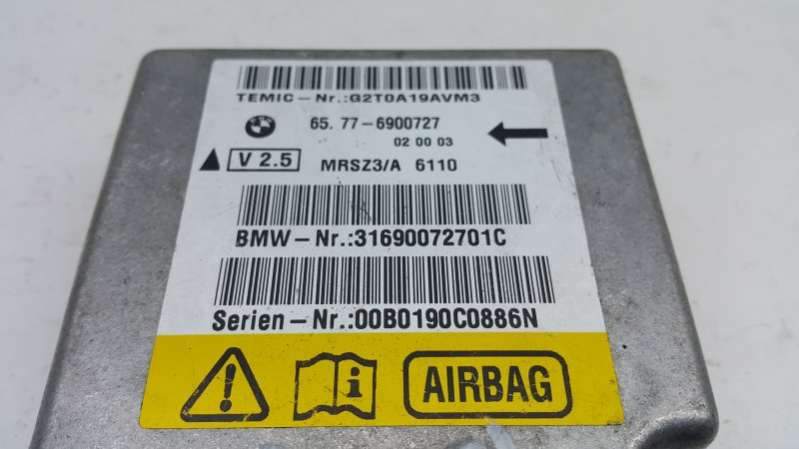 TEMIC-Nr.:G2T0A19AVM3
65. 77-6900727
02 00 03
V 2.5 MRSZ3/A 6110
BMW-Nr.:31690072701C
Serien-Nr.:00B0190C0886N
! i AIRBAG